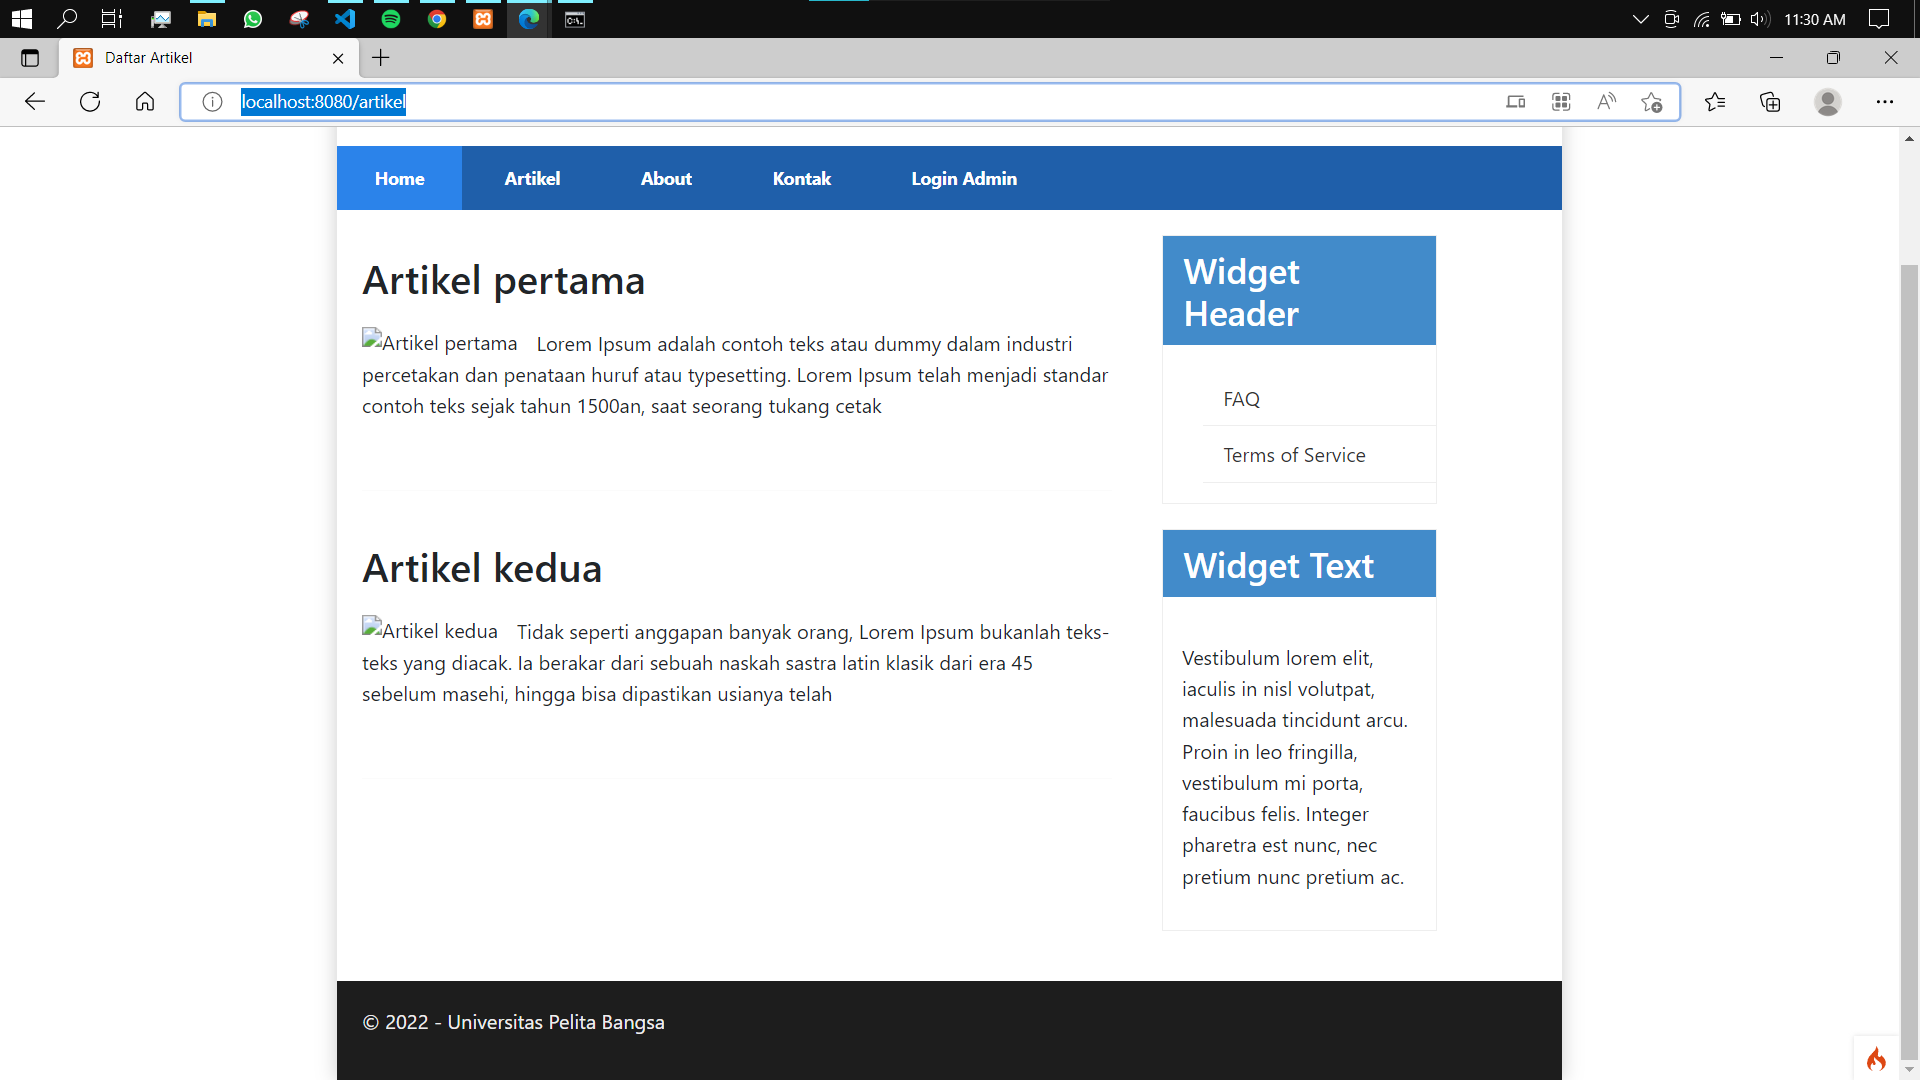 11:30 AM
Daftar Artikel
localhost:8080/artikel
Home Artikel About Kontak Login Admin
Artikel pertama
Artikel pertama Lorem Ipsum adalah contoh teks atau dummy dalam industri
percetakan dan penataan huruf atau typesetting. Lorem Ipsum telah menjadi standar
contoh teks sejak tahun 1500an, saat seorang tukang cetak
Artikel kedua
Artikel kedua Tidak seperti anggapan banyak orang, Lorem Ipsum bukanlah teks-
teks yang diacak. Ia berakar dari sebuah naskah sastra latin klasik dari era 45
sebelum masehi, hingga bisa dipastikan usianya telah
Widget
Header
FAQ
Terms of Service
Widget Text
Vestibulum lorem elit,
iaculis in nisl volutpat,
malesuada tincidunt arcu.
Proin in leo fringilla,
vestibulum mi porta,
faucibus felis. Integer
pharetra est nunc, nec
pretium nunc pretium ac.
© 2022 - Universitas Pelita Bangsa